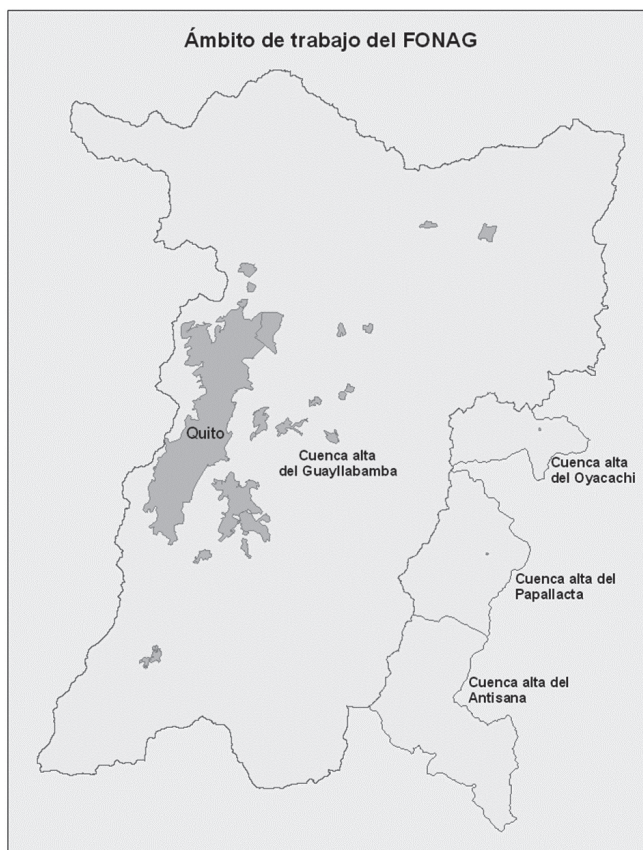 Ámbito de trabajo del FONAG
Quito
Cuenca alta
del Guayllabamba
Cuenca alta
del Oyacachi
Cuenca alta del
Papallacta
Cuenca alta del
Antisana